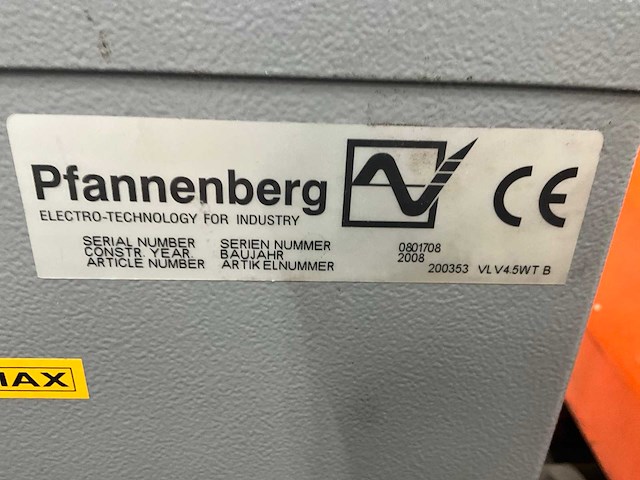 Pfannenberg
ELECTRO-TECHNOLOGY FOR INDUSTRY
CE
SERIAL NUMBER SERIEN NUMMER 0801708
CONSTR. YEAR. BAUJAHR 2008
ARTICLE NUMBER ARTIKELNUMMER 200353 VLV4.5WT B
MAX